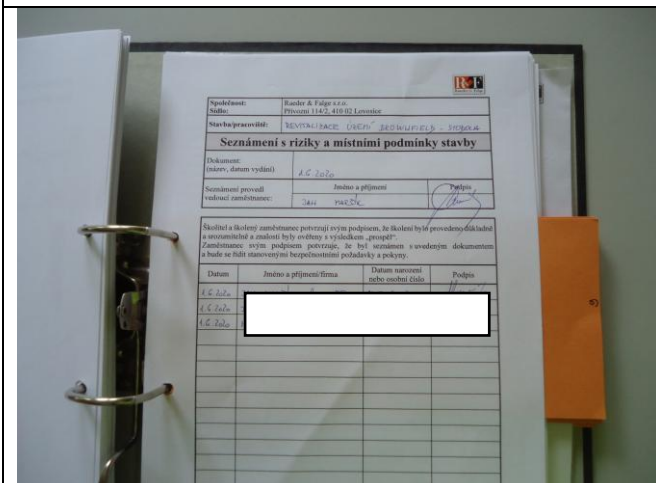 R&F
Raeder & Falge
Společnost: Raeder & Falge s.r.o.
Sídlo: Přívozní 114/2, 410 02 Lovosice
Stavba/pracoviště: REVITALIZACE ÚZEMÍ BROWNFIELD -
Seznámení s riziky a místními podmínky stavby
Dokument:
(název, datum vydání) 1.6.2020
Seznámení provedl Jméno a příjmení Podpis
vedoucí zaměstnanec: JAN
Školitel a školený zaměstnanec potvrzují svým podpisem, že školení bylo provedeno důkladně
a srozumitelně a znalosti byly ověřeny s výsledkem „prospěl“.
Zaměstnanec svým podpisem potvrzuje, že byl seznámen s uvedeným dokumentem
a bude se řídit stanovenými bezpečnostními požadavky a pokyny.
Datum Jméno a příjmení/firma Datum narození Podpis
nebo osobní číslo
1.6.2020
1.6.2020
1.6.2020